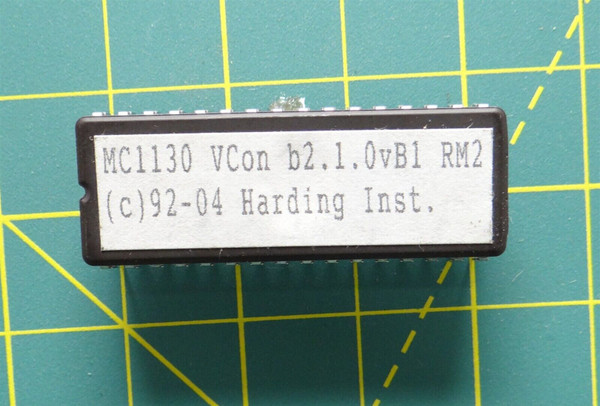 MC1130 VCon b2.1.0vB1 RM2
(c)92-04 Harding Inst.